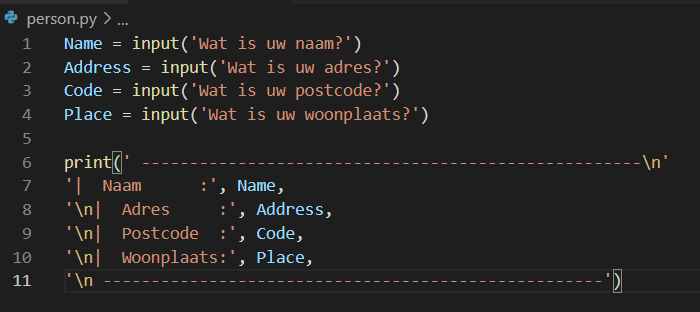 person.py > ...
1 Name = input('Wat is uw naam?')
2 Address = input('Wat is uw adres?')
3 Code = input('Wat is uw postcode?')
4 Place = input('Wat is uw woonplaats?')
5
6 print(' ----------------------------------------------------\n'
7 '|  Naam      :', Name,
8 '\n|  Adres     :', Address,
9 '\n|  Postcode  :', Code,
10 '\n|  Woonplaats:', Place,
11 '\n ----------------------------------------------------')